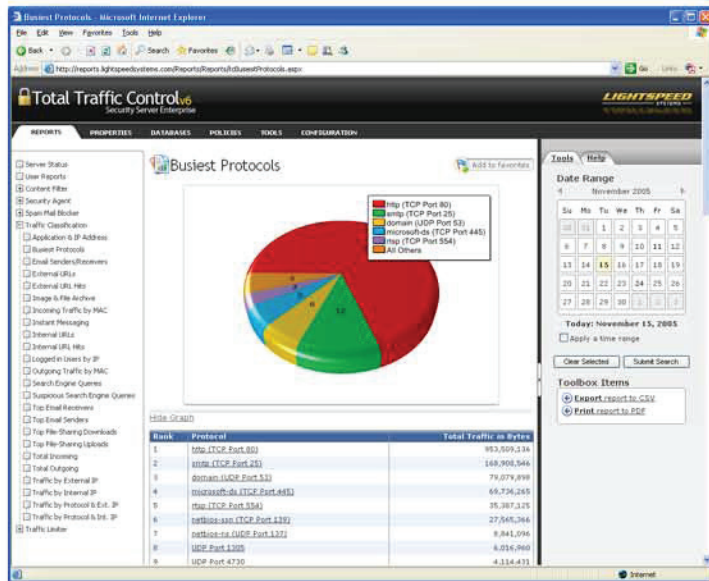 Busiest Protocols - Microsoft Internet Explorer
File Edit View Favorites Tools Help
Back Search Favorites
Address http://reports.lightspeedsystems.com/Reports/Reports/tcBusiestProtocols.aspx Go Links
Total Traffic Control v6
Security Server Enterprise
LIGHTSPEED
SYSTEMS
REPORTS PROPERTIES DATABASES POLICIES TOOLS CONFIGURATION
Server Status
User Reports
Content Filter
Security Agent
Spam Mail Blocker
Traffic Classification
Application & IP Address
Busiest Protocols
Email Senders/Receivers
External URLs
External URL Hits
Image & File Archive
Incoming Traffic by MAC
Instant Messaging
Internal URLs
Internal URL Hits
Logged in Users by IP
Outgoing Traffic by MAC
Search Engine Queries
Suspicious Search Engine Queries
Top Email Receivers
Top Email Senders
Top File-Sharing Downloads
Top File-Sharing Uploads
Total Incoming
Total Outgoing
Traffic by External IP
Traffic by Internal IP
Traffic by Protocol & Ext. IP
Traffic by Protocol & Int. IP
Traffic Limiter
Busiest Protocols
Add to Favorites
http (TCP Port 80)
smtp (TCP Port 25)
domain (UDP Port 53)
microsoft-ds (TCP Port 445)
rtsp (TCP Port 554)
All Others
12
Hide Graph
Rank Protocol Total Traffic in Bytes
1 http (TCP Port 80) 953,509,136
2 smtp (TCP Port 25) 168,908,546
3 domain (UDP Port 53) 79,079,898
4 microsoft-ds (TCP Port 445) 69,736,265
5 rtsp (TCP Port 554) 35,387,125
6 netbios-ssn (TCP Port 139) 27,565,366
7 netbios-ns (UDP Port 137) 9,841,096
8 UDP Port 1305 6,016,960
9 UDP Port 4730 4,114,431
Tools Help
Date Range
November 2005
Su Mo Tu We Th Fr Sa
30 31 1 2 3 4 5
6 7 8 9 10 11 12
13 14 15 16 17 18 19
20 21 22 23 24 25 26
27 28 29 30 1 2 3
Today: November 15, 2005
Apply a time range
Clear Selected Submit Search
Toolbox Items
Export report to CSV
Print report to PDF
Internet